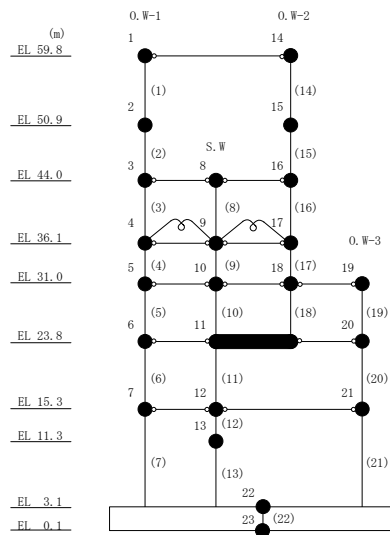 O.W-1 O.W-2
(m)
EL 59.8 1 14
(1) (14)
EL 50.9 2 15
(2) S.W (15)
EL 44.0 3 8 16
(3) (8) (16)
EL 36.1 4 9 17 O.W-3
(4) (9) (17)
EL 31.0 5 10 18 19
(5) (10) (18) (19)
EL 23.8 6 11 20
(6) (11) (20)
EL 15.3 7 12 21
(12)
EL 11.3 13
(7) (13) (21)
EL 3.1 22
(22)
EL 0.1 23